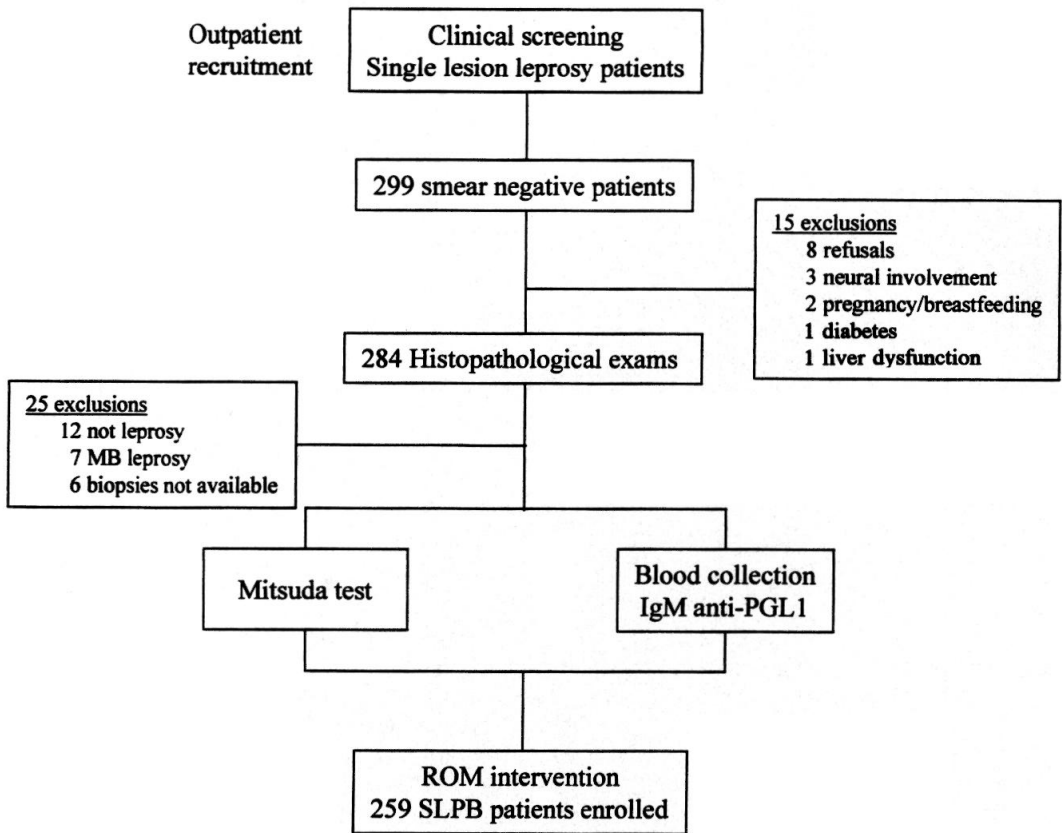 Outpatient
recruitment
Clinical screening
Single lesion leprosy patients
299 smear negative patients
15 exclusions
8 refusals
3 neural involvement
2 pregnancy/breastfeeding
1 diabetes
1 liver dysfunction
284 Histopathological exams
25 exclusions
12 not leprosy
7 MB leprosy
6 biopsies not available
Mitsuda test
Blood collection
IgM anti-PGL1
ROM intervention
259 SLPB patients enrolled